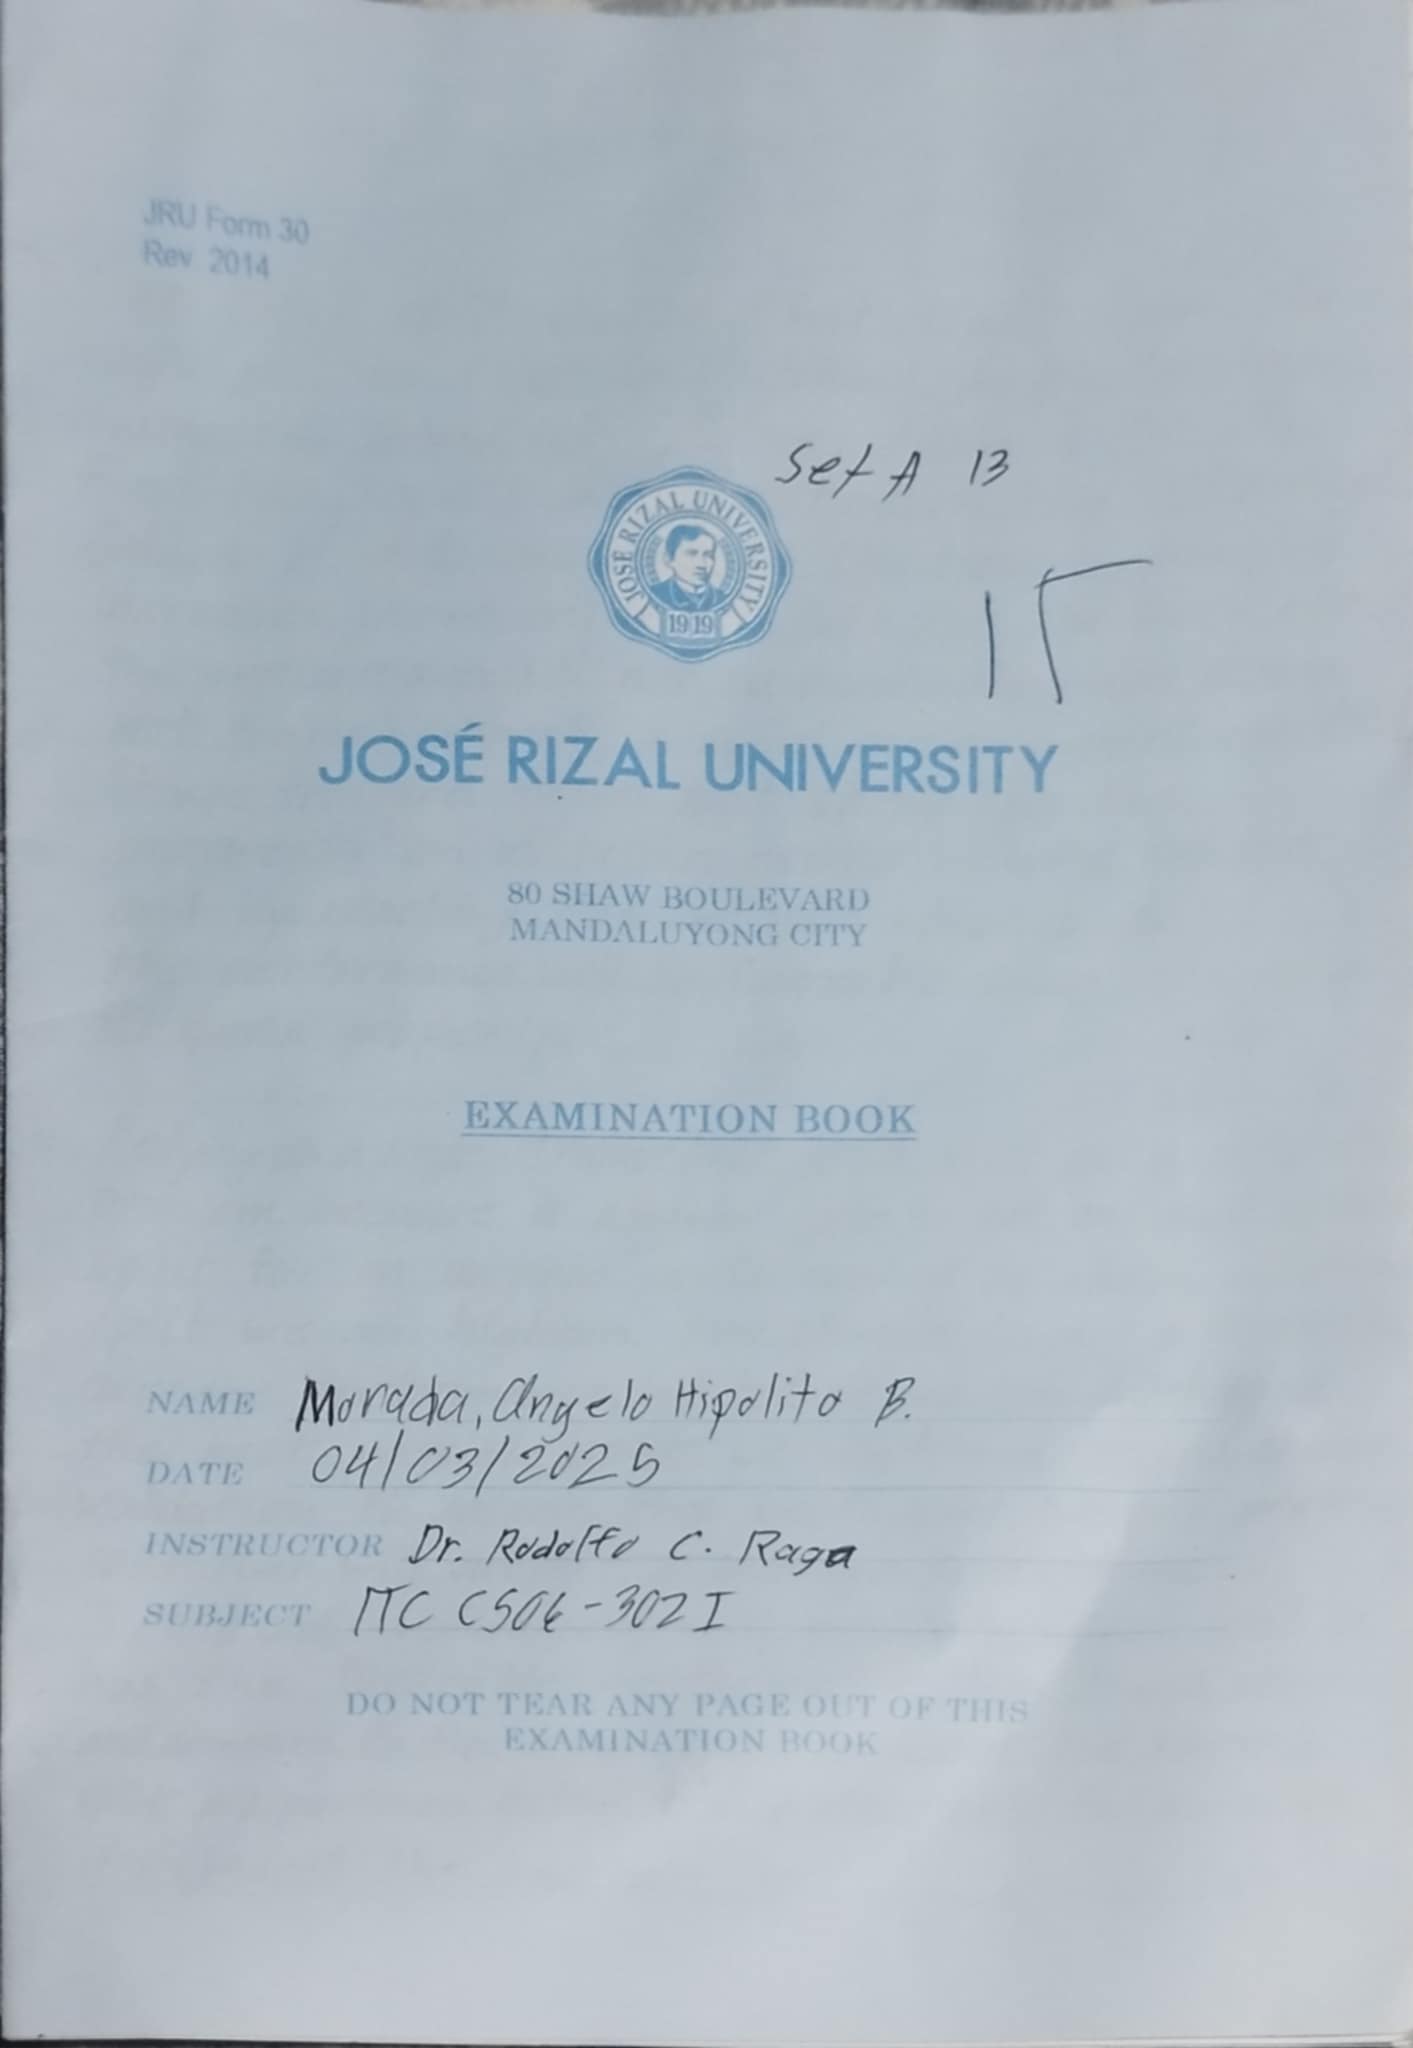 JRU Form 30
Rev 2014
Set A 13
JOSÉ RIZAL UNIVERSITY
1919
15
JOSÉ RIZAL UNIVERSITY
80 SHAW BOULEVARD
MANDALUYONG CITY
EXAMINATION BOOK
NAME Morada, Angelo Hipolito B.
DATE 04/03/2025
INSTRUCTOR Dr. Rodolfo C. Raga
SUBJECT ITC CS06-302I
DO NOT TEAR ANY PAGE OUT OF THIS
EXAMINATION BOOK